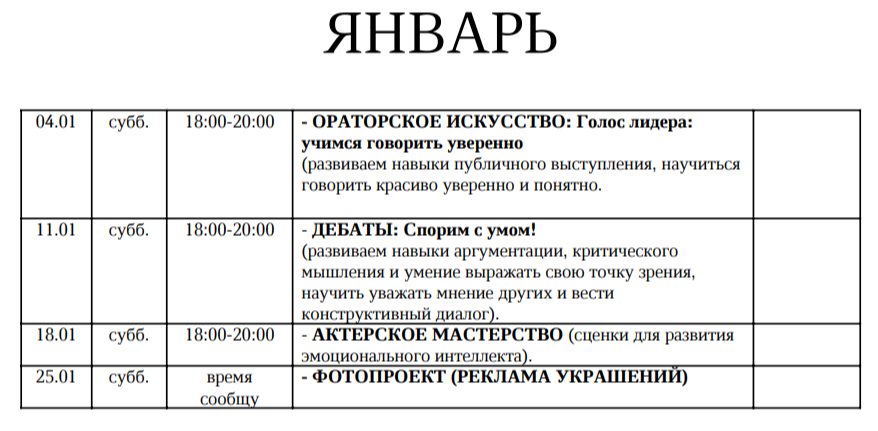 ЯНВАРЬ
04.01 субб. 18:00-20:00 - ОРАТОРСКОЕ ИСКУССТВО: Голос лидера:
учимся говорить уверенно
(развиваем навыки публичного выступления, научиться
говорить красиво уверенно и понятно.
11.01 субб. 18:00-20:00 - ДЕБАТЫ: Спорим с умом!
(развиваем навыки аргументации, критического
мышления и умение выражать свою точку зрения,
научить уважать мнение других и вести
конструктивный диалог).
18.01 субб. 18:00-20:00 - АКТЕРСКОЕ МАСТЕРСТВО (сценки для развития
эмоционального интеллекта).
25.01 субб. время - ФОТОПРОЕКТ (РЕКЛАМА УКРАШЕНИЙ)
сообщу